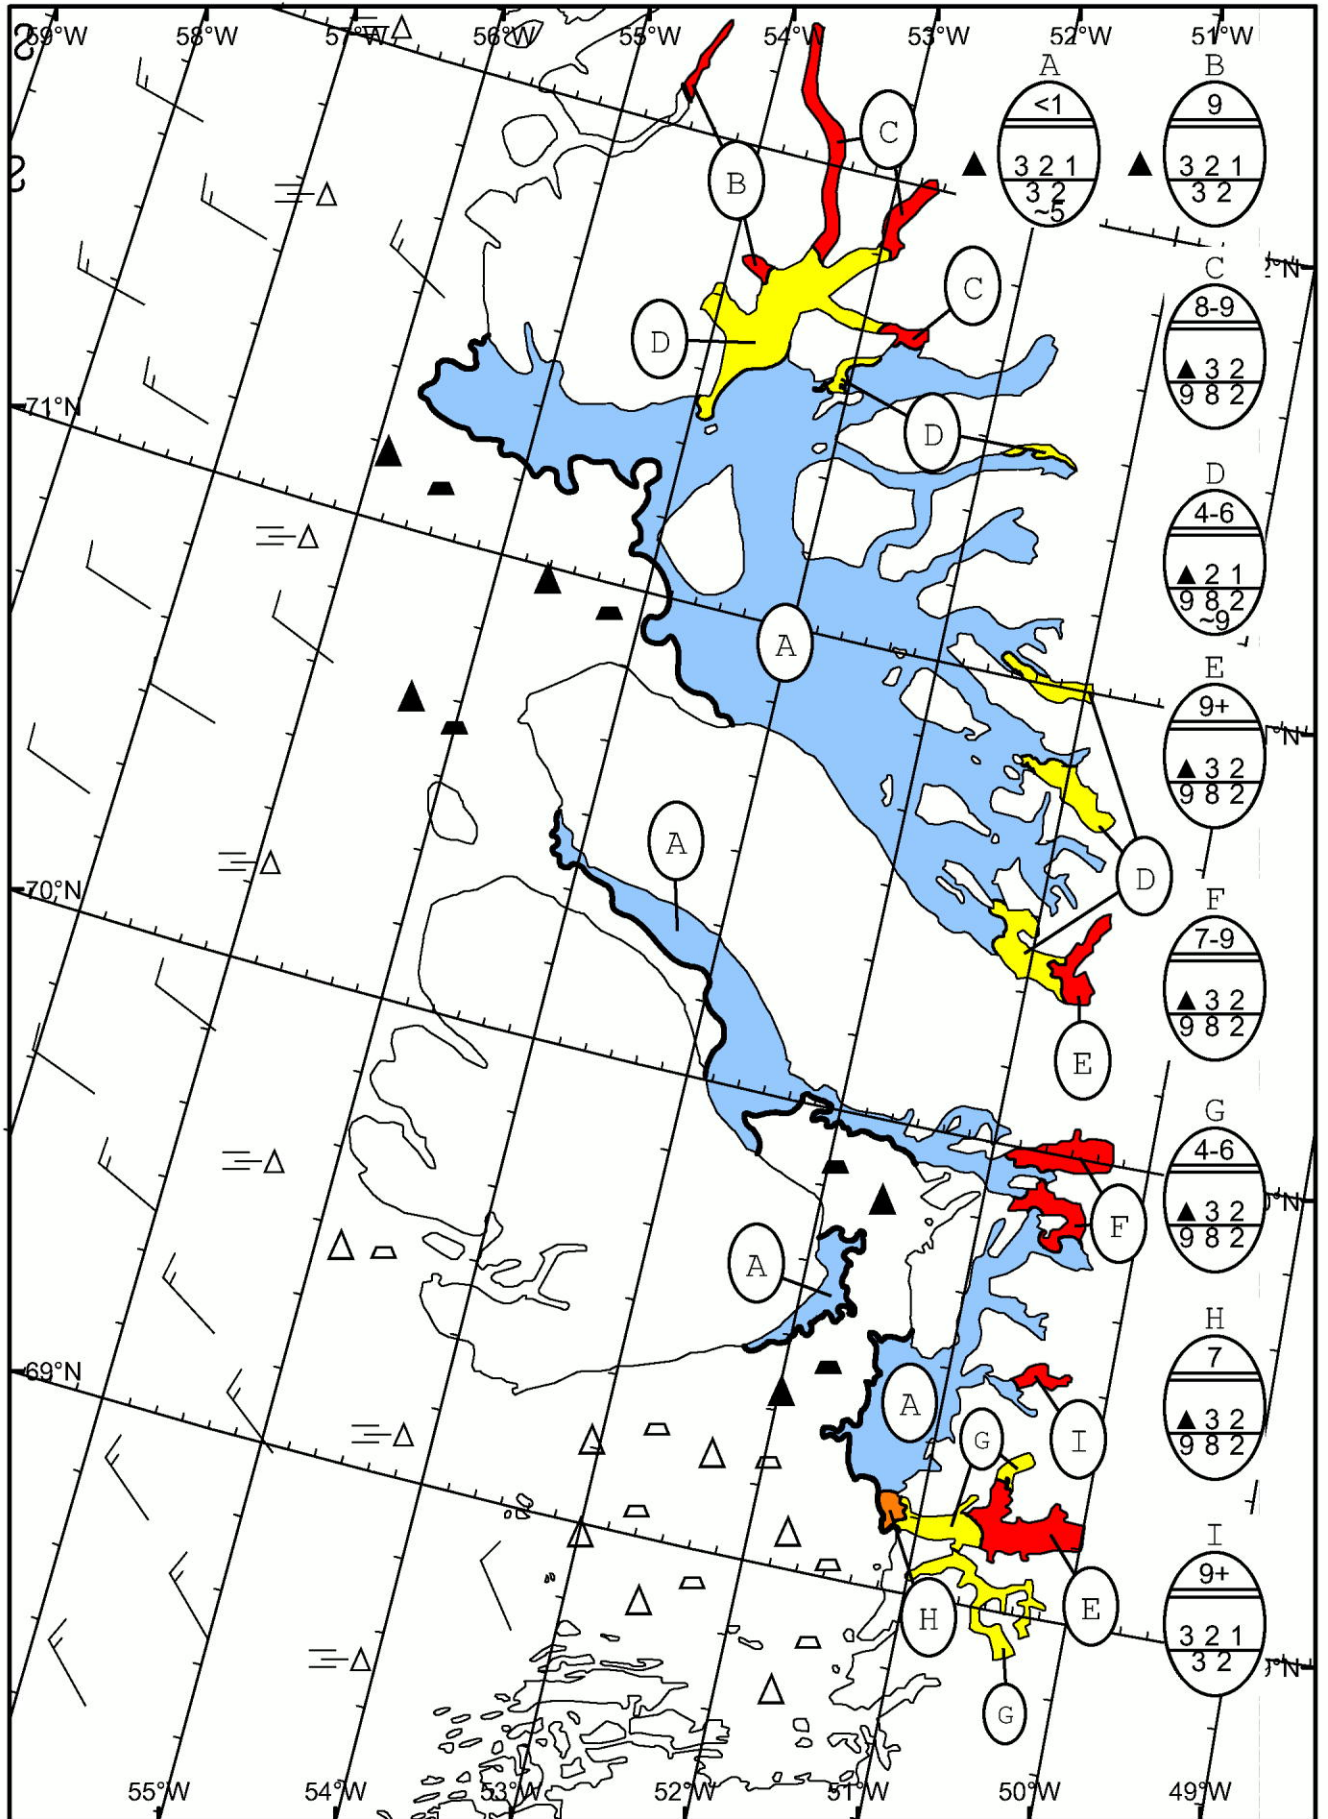 59°W 58°W 57°W 56°W 55°W 54°W 53°W 52°W 51°W
A
<1
3 2 1
3 2
~5
B
9
3 2 1
3 2
C
8-9
▲ 3 2
9 8 2
D
4-6
▲ 2 1
9 8 2
~9
E
9+
▲ 3 2
9 8 2
F
7-9
▲ 3 2
9 8 2
G
4-6
▲ 3 2
9 8 2
H
7
▲ 3 2
9 8 2
I
9+
3 2 1
3 2
C
B
C
D
D
71°N
A
A
D
70°N
E
F
A
69°N
A
G
I
H
E
G
55°W 54°W 53°W 52°W 51°W 50°W 49°W